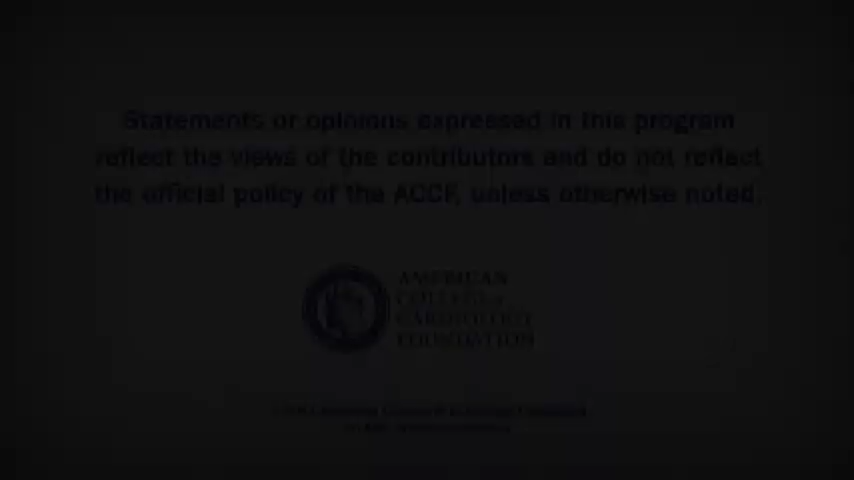 Statements or opinions expressed in this program
reflect the views of the contributors and do not reflect
the official policy of the ACCF, unless otherwise noted.
AMERICAN
COLLEGE of
CARDIOLOGY
FOUNDATION